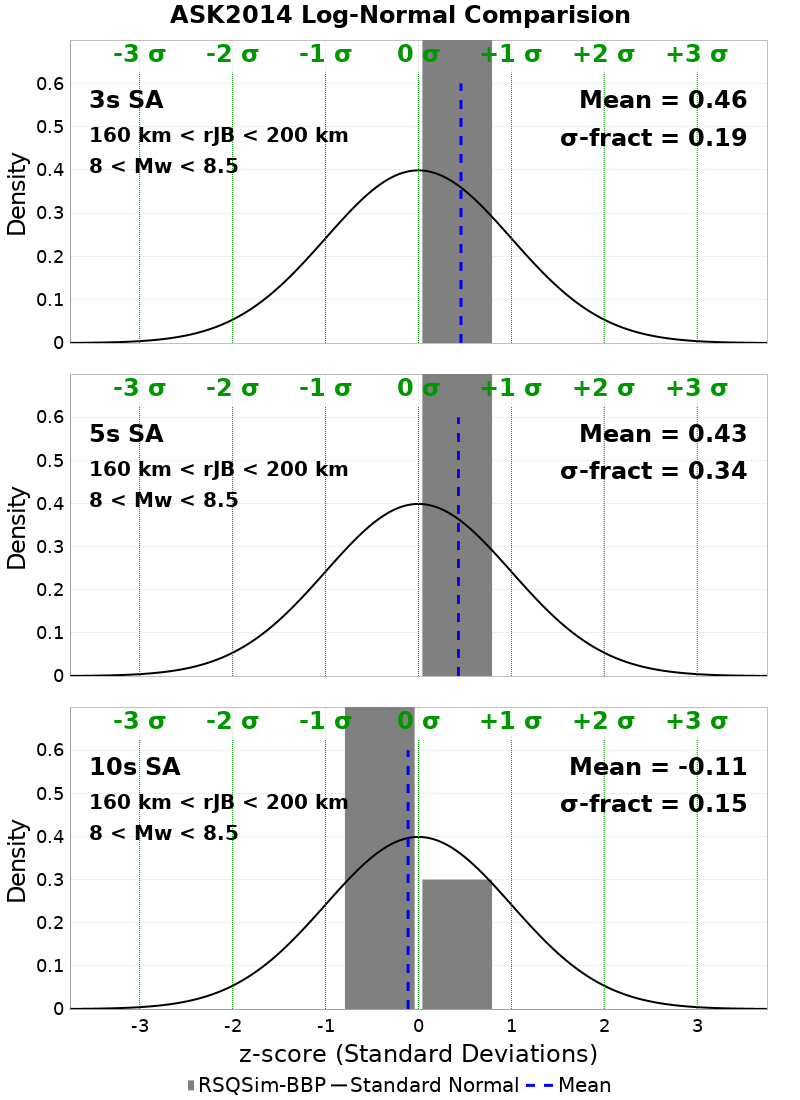 ASK2014 Log-Normal Comparision
-3 σ -2 σ -1 σ 0 σ +1 σ +2 σ +3 σ
0.6
3s SA Mean = 0.46
0.5
160 km < rJB < 200 km σ-fract = 0.19
8 < Mw < 8.5
0.4
0.3
0.2
0.1
0
Density
-3 σ -2 σ -1 σ 0 σ +1 σ +2 σ +3 σ
0.6
5s SA Mean = 0.43
0.5
160 km < rJB < 200 km σ-fract = 0.34
8 < Mw < 8.5
0.4
0.3
0.2
0.1
0
Density
-3 σ -2 σ -1 σ 0 σ +1 σ +2 σ +3 σ
0.6
10s SA Mean = -0.11
0.5
160 km < rJB < 200 km σ-fract = 0.15
8 < Mw < 8.5
0.4
0.3
0.2
0.1
0
Density
-3 -2 -1 0 1 2 3
z-score (Standard Deviations)
RSQSim-BBP Standard Normal Mean